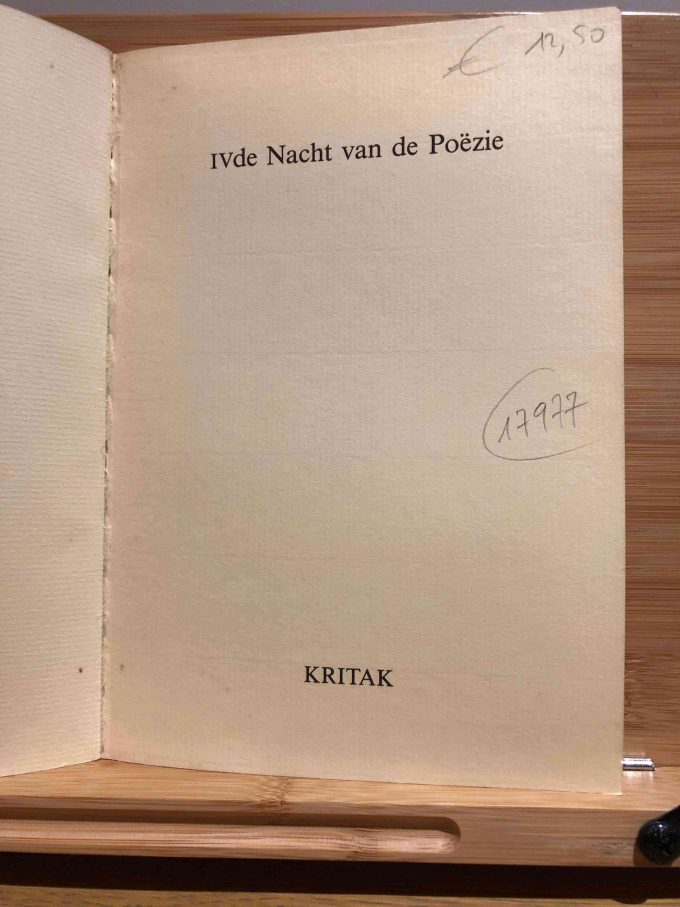 € 12,50
IVde Nacht van de Poëzie
17977
KRITAK